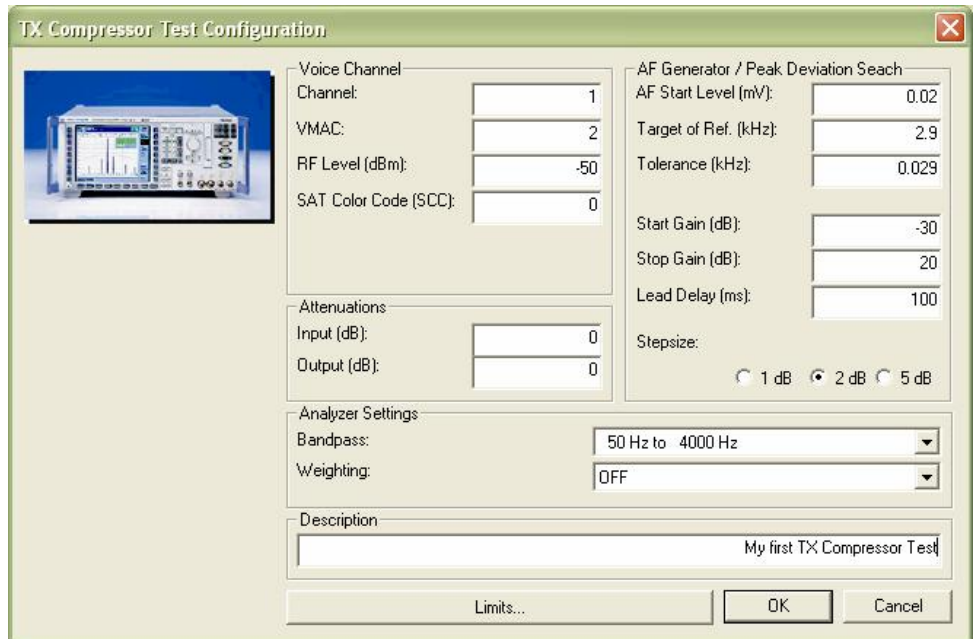 TX Compressor Test Configuration
Voice Channel
Channel: 1
VMAC: 2
RF Level (dBm): -50
SAT Color Code (SCC): 0
Attenuations
Input (dB): 0
Output (dB): 0
AF Generator / Peak Deviation Seach
AF Start Level (mV): 0.02
Target of Ref. (kHz): 2.9
Tolerance (kHz): 0.029
Start Gain (dB): -30
Stop Gain (dB): 20
Lead Delay (ms): 100
Stepsize:
1 dB 2 dB 5 dB
Analyzer Settings
Bandpass: 50 Hz to 4000 Hz
Weighting: OFF
Description
My first TX Compressor Test
Limits... OK Cancel